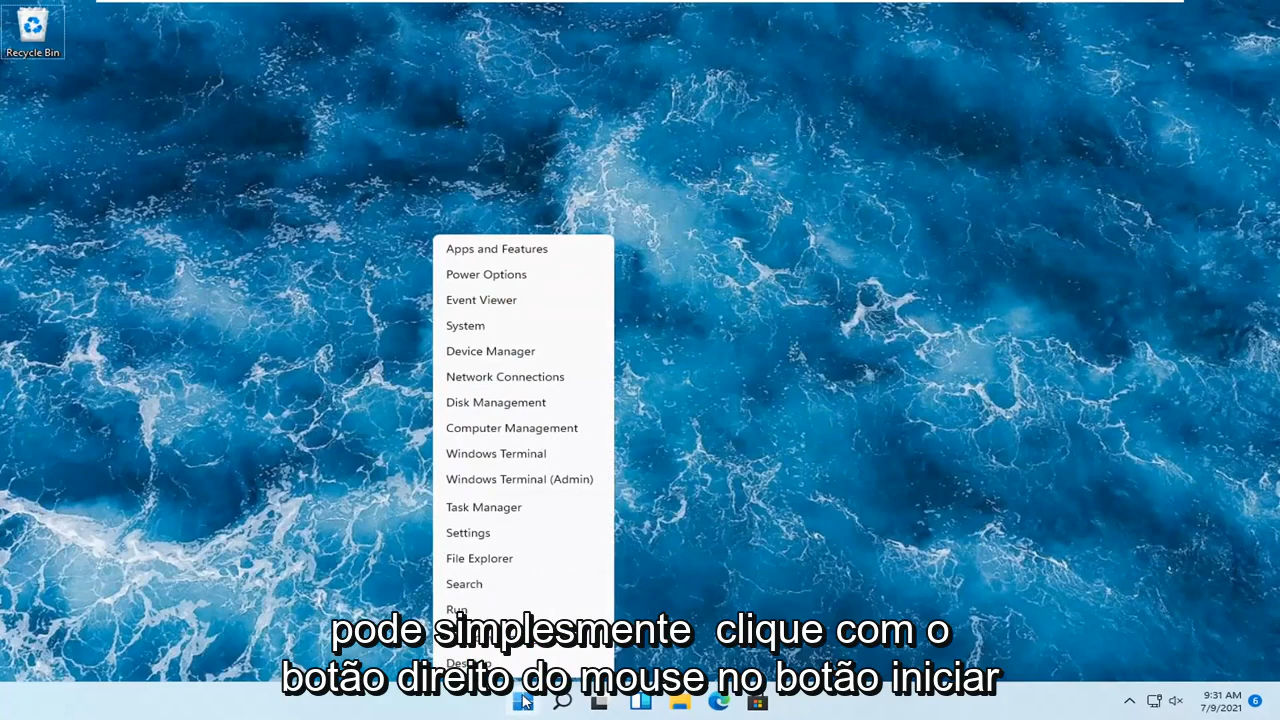 Recycle Bin
Apps and Features
Power Options
Event Viewer
System
Device Manager
Network Connections
Disk Management
Computer Management
Windows Terminal
Windows Terminal (Admin)
Task Manager
Settings
File Explorer
Search
Run
pode simplesmente clique com o
botão direito do mouse no botão iniciar
9:31 AM
7/9/2021
6